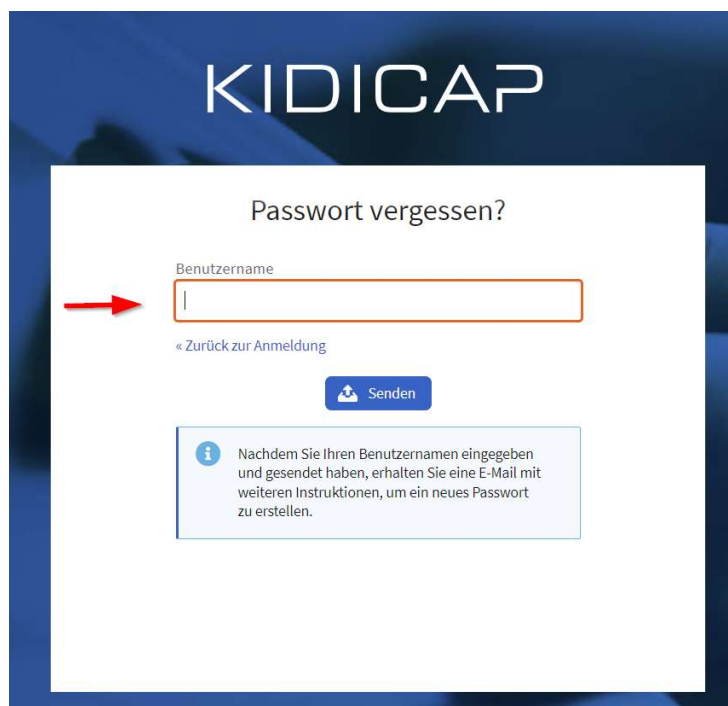 KIDICAP
Passwort vergessen?
Benutzername
« Zurück zur Anmeldung
Senden
Nachdem Sie Ihren Benutzernamen eingegeben
und gesendet haben, erhalten Sie eine E-Mail mit
weiteren Instruktionen, um ein neues Passwort
zu erstellen.